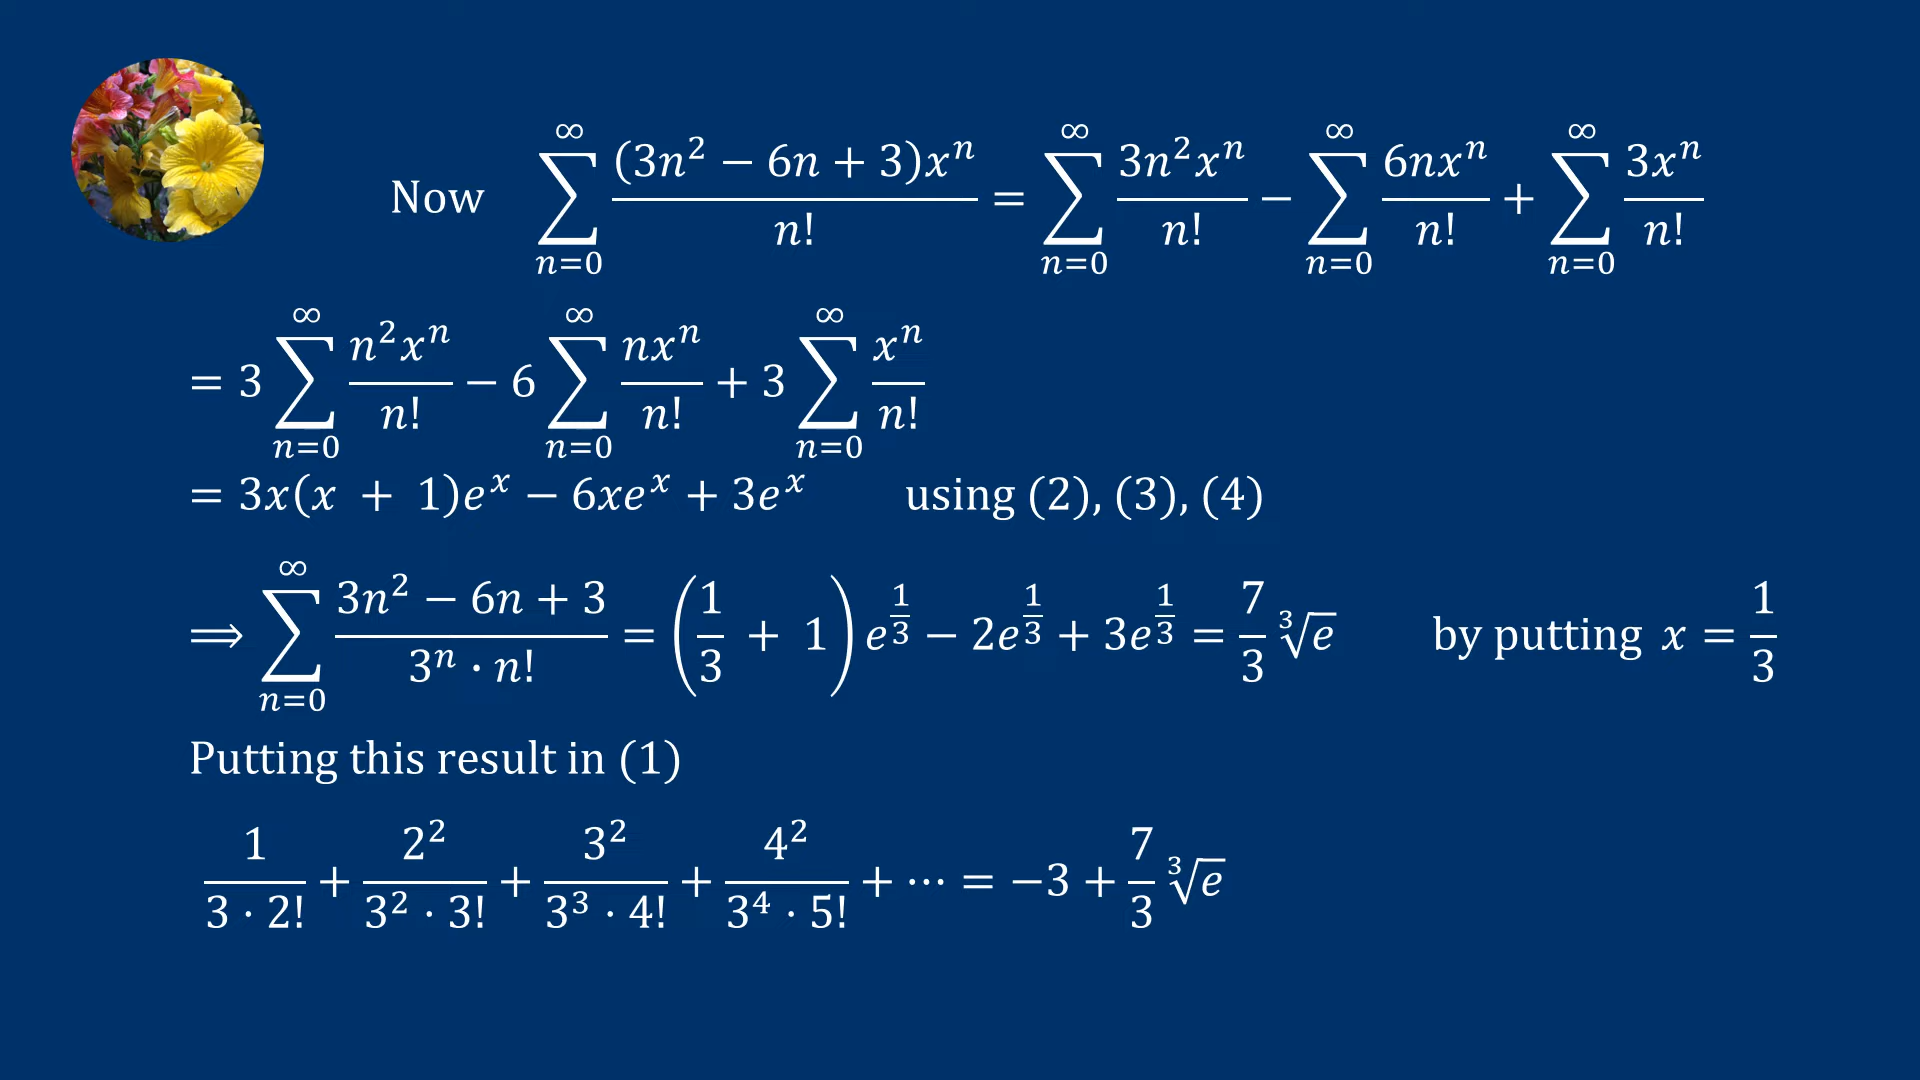 Now ∑_{n=0}^{∞} (3n² − 6n + 3)xⁿ / n! = ∑_{n=0}^{∞} 3n²xⁿ / n! − ∑_{n=0}^{∞} 6nxⁿ / n! + ∑_{n=0}^{∞} 3xⁿ / n!
= 3 ∑_{n=0}^{∞} n²xⁿ / n! − 6 ∑_{n=0}^{∞} nxⁿ / n! + 3 ∑_{n=0}^{∞} xⁿ / n!
= 3x(x + 1)eˣ − 6xeˣ + 3eˣ using (2), (3), (4)
⟹ ∑_{n=0}^{∞} (3n² − 6n + 3) / (3ⁿ · n!) = (1/3 + 1) e^{1/3} − 2e^{1/3} + 3e^{1/3} = 7/3 ∛e by putting x = 1/3
Putting this result in (1)
1/(3 · 2!) + 2²/(3² · 3!) + 3²/(3³ · 4!) + 4²/(3⁴ · 5!) + ⋯ = −3 + 7/3 ∛e